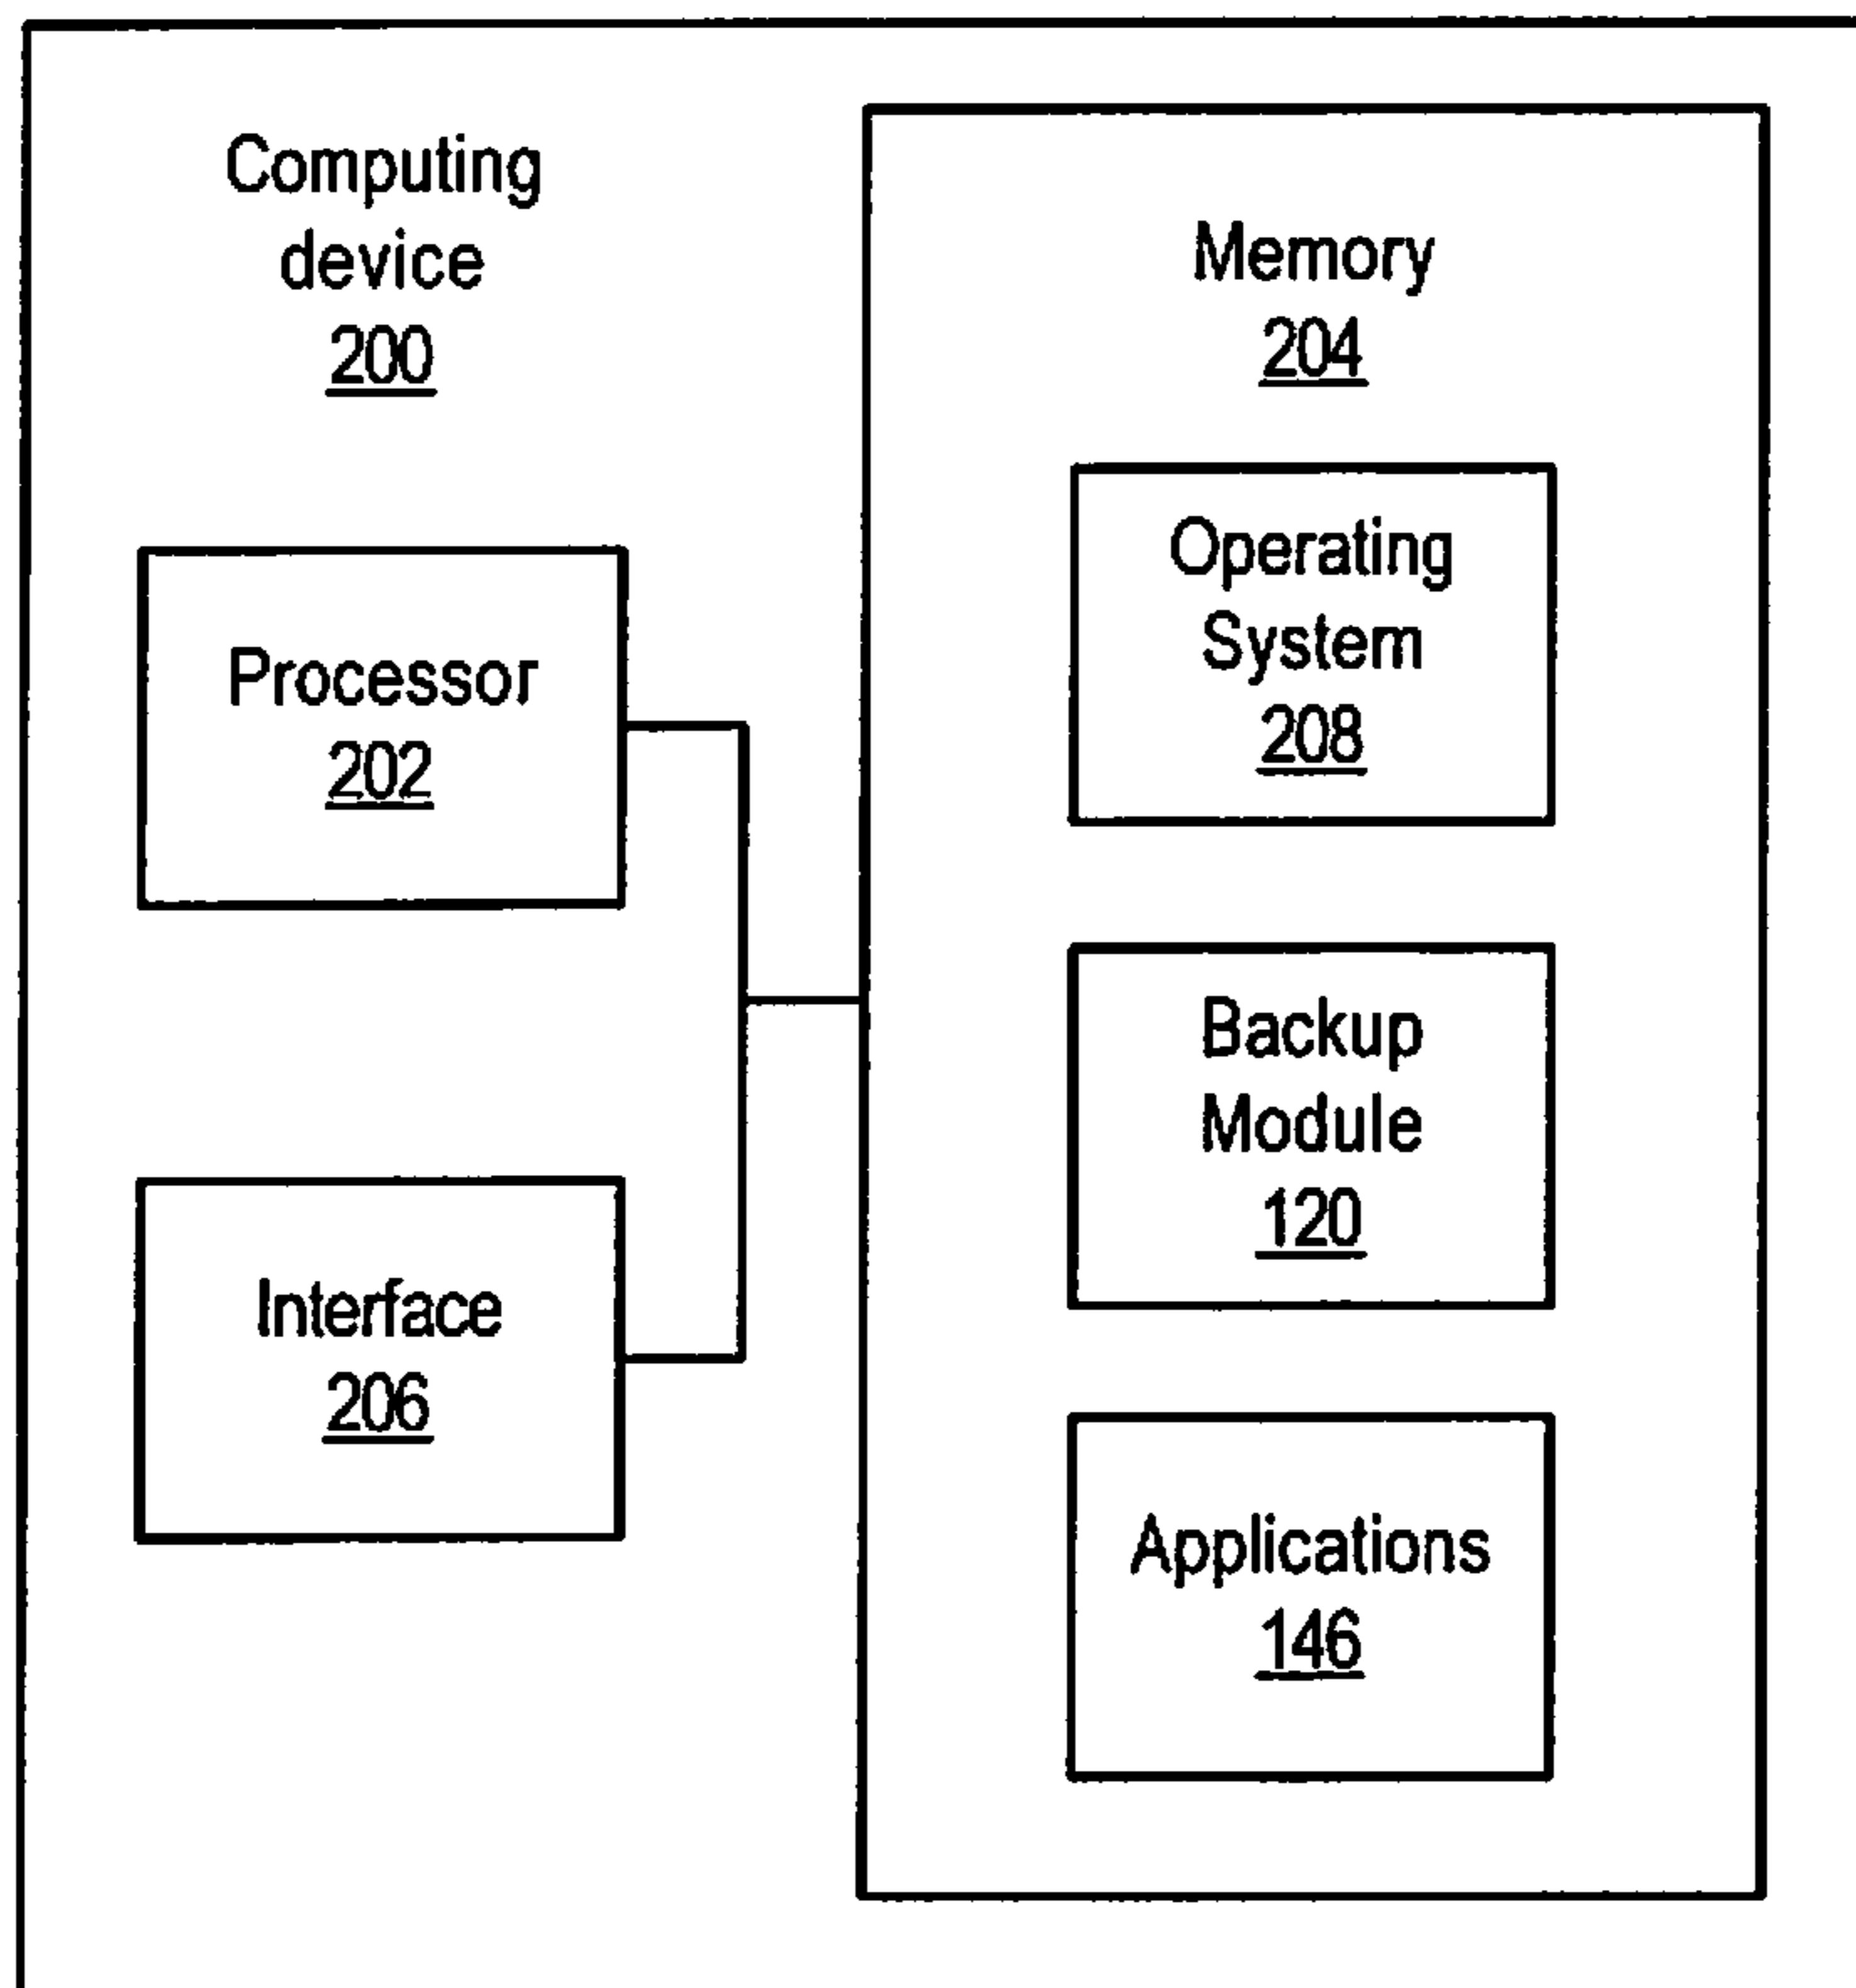 Computing
device
200
Processor
202
Interface
206
Memory
204
Operating
System
208
Backup
Module
120
Applications
146